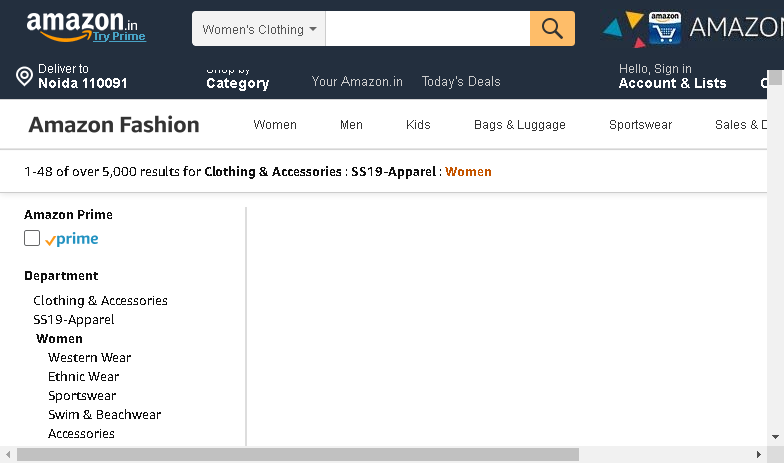 amazon.in
Try Prime
Women's Clothing
amazon
AMAZO
Deliver to
Noida 110091
Shop by
Category
Your Amazon.in
Today's Deals
Hello, Sign in
Account & Lists
Amazon Fashion
Women
Men
Kids
Bags & Luggage
Sportswear
Sales & D
1-48 of over 5,000 results for Clothing & Accessories : SS19-Apparel : Women
Amazon Prime
prime
Department
Clothing & Accessories
SS19-Apparel
Women
Western Wear
Ethnic Wear
Sportswear
Swim & Beachwear
Accessories